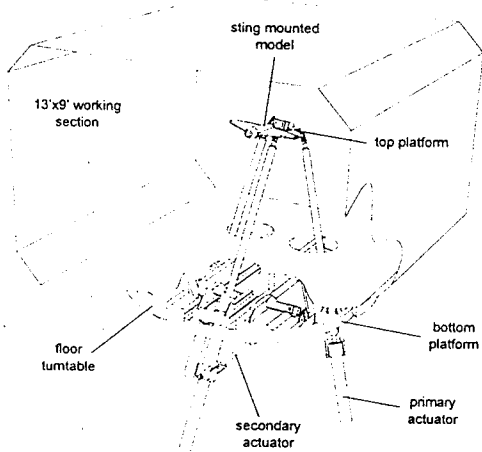 sting mounted
model
13'x9' working
section
top platform
floor
turntable
bottom
platform
secondary
actuator
primary
actuator